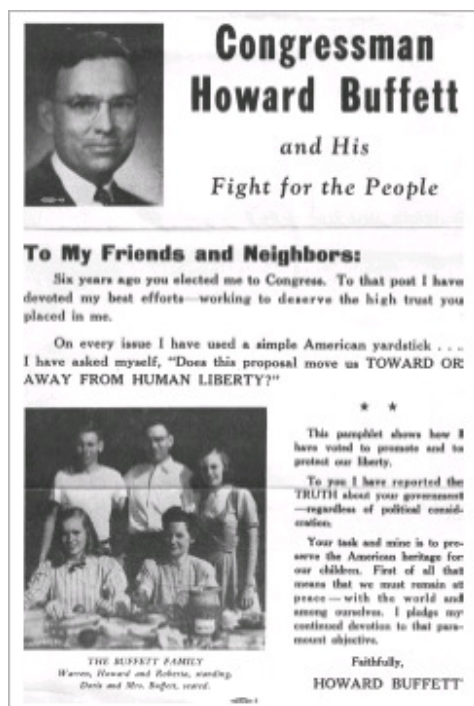 Congressman
Howard Buffett
and His
Fight for the People
To My Friends and Neighbors:
Six years ago you elected me to Congress. To that post I have
devoted my best efforts—working to deserve the high trust you
placed in me.
On every issue I have used a simple American yardstick . . .
I have asked myself, "Does this proposal move us TOWARD OR
AWAY FROM HUMAN LIBERTY?"
★ ★
This pamphlet shows how I
have voted to promote and to
protect our liberty.
To you I have reported the
TRUTH about your government
—regardless of political consid-
eration.
Your task and mine is to pre-
serve the American heritage for
our children. First of all that
means that we must remain at
peace — with the world and
among ourselves. I pledge my
continued devotion to that para-
mount objective.
Faithfully,
HOWARD BUFFETT
THE BUFFETT FAMILY
Warren, Howard and Roberta, standing,
Doris and Mrs. Buffett, seated.